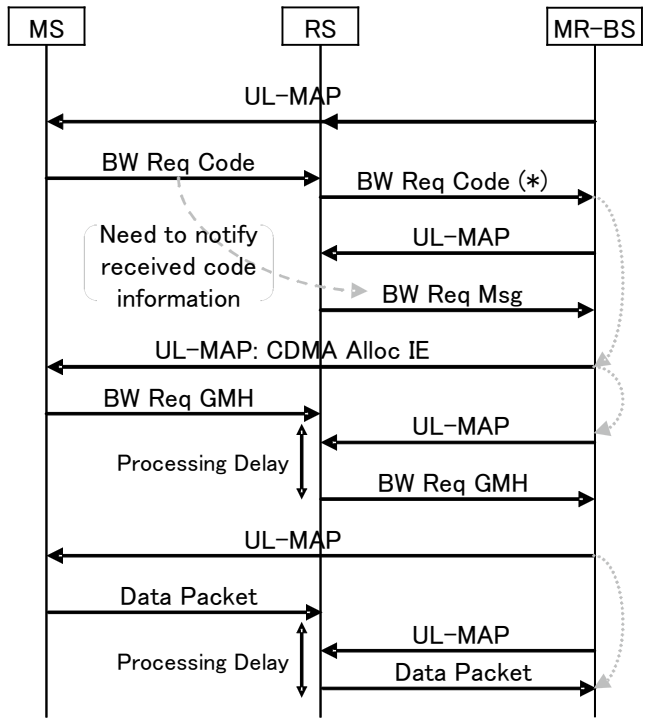 MS
RS
MR-BS
UL-MAP
BW Req Code
BW Req Code (*)
Need to notify
received code
information
UL-MAP
BW Req Msg
UL-MAP: CDMA Alloc IE
BW Req GMH
UL-MAP
Processing Delay
BW Req GMH
UL-MAP
Data Packet
UL-MAP
Processing Delay
Data Packet